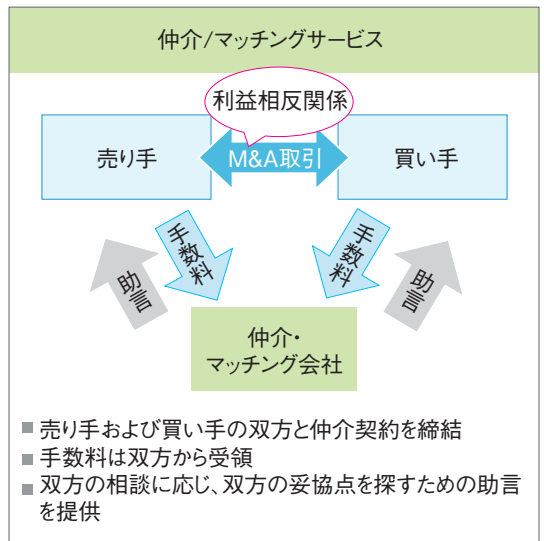 仲介/マッチングサービス
利益相反関係
売り手
M&A取引
買い手
手数料
手数料
助言
助言
仲介・
マッチング会社
■ 売り手および買い手の双方と仲介契約を締結
■ 手数料は双方から受領
■ 双方の相談に応じ、双方の妥協点を探すための助言
を提供